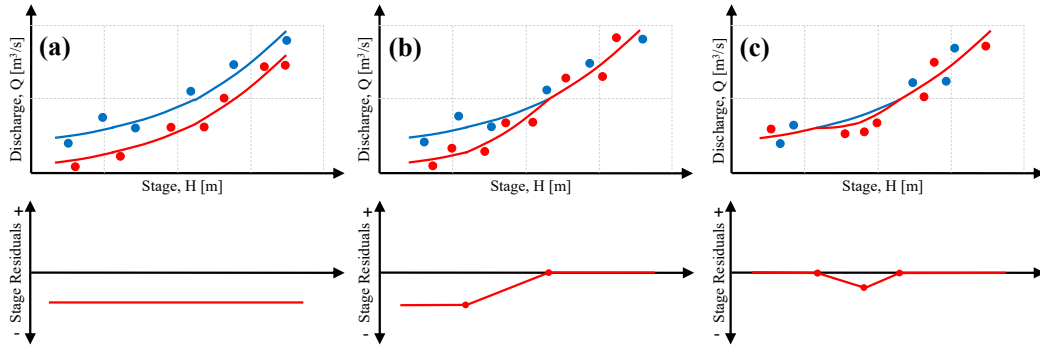 (a)
Discharge, Q [m³/s]
Stage, H [m]
(b)
Discharge, Q [m³/s]
Stage, H [m]
(c)
Discharge, Q [m³/s]
Stage, H [m]
+
Stage Residuals
-
+
Stage Residuals
-
+
Stage Residuals
-